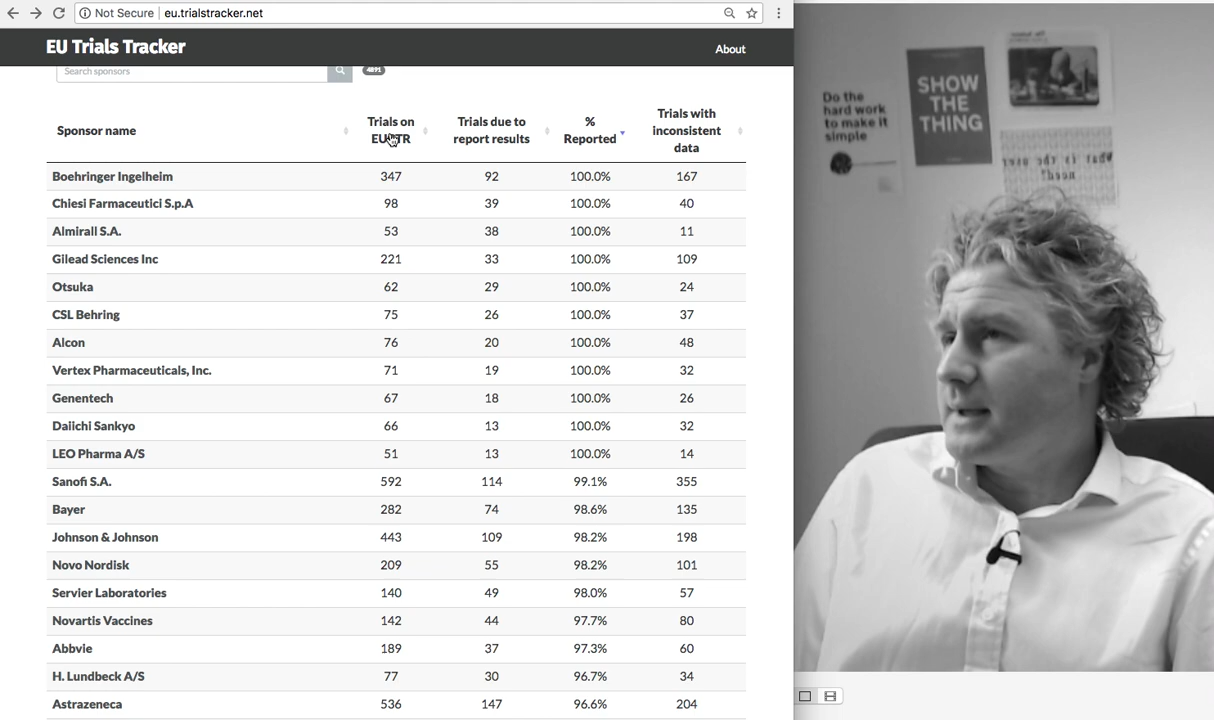 Not Secure | eu.trialstracker.net
EU Trials Tracker
About
Search sponsors
4891
Sponsor name
Trials on
EUCTR
Trials due to
report results
%
Reported
Trials with
inconsistent
data
Boehringer Ingelheim 347 92 100.0% 167
Chiesi Farmaceutici S.p.A 98 39 100.0% 40
Almirall S.A. 53 38 100.0% 11
Gilead Sciences Inc 221 33 100.0% 109
Otsuka 62 29 100.0% 24
CSL Behring 75 26 100.0% 37
Alcon 76 20 100.0% 48
Vertex Pharmaceuticals, Inc. 71 19 100.0% 32
Genentech 67 18 100.0% 26
Daiichi Sankyo 66 13 100.0% 32
LEO Pharma A/S 51 13 100.0% 14
Sanofi S.A. 592 114 99.1% 355
Bayer 282 74 98.6% 135
Johnson & Johnson 443 109 98.2% 198
Novo Nordisk 209 55 98.2% 101
Servier Laboratories 140 49 98.0% 57
Novartis Vaccines 142 44 97.7% 80
Abbvie 189 37 97.3% 60
H. Lundbeck A/S 77 30 96.7% 34
Astrazeneca 536 147 96.6% 204
Do the
hard work
to make it
simple
SHOW
THE
THING
What is the user
need?